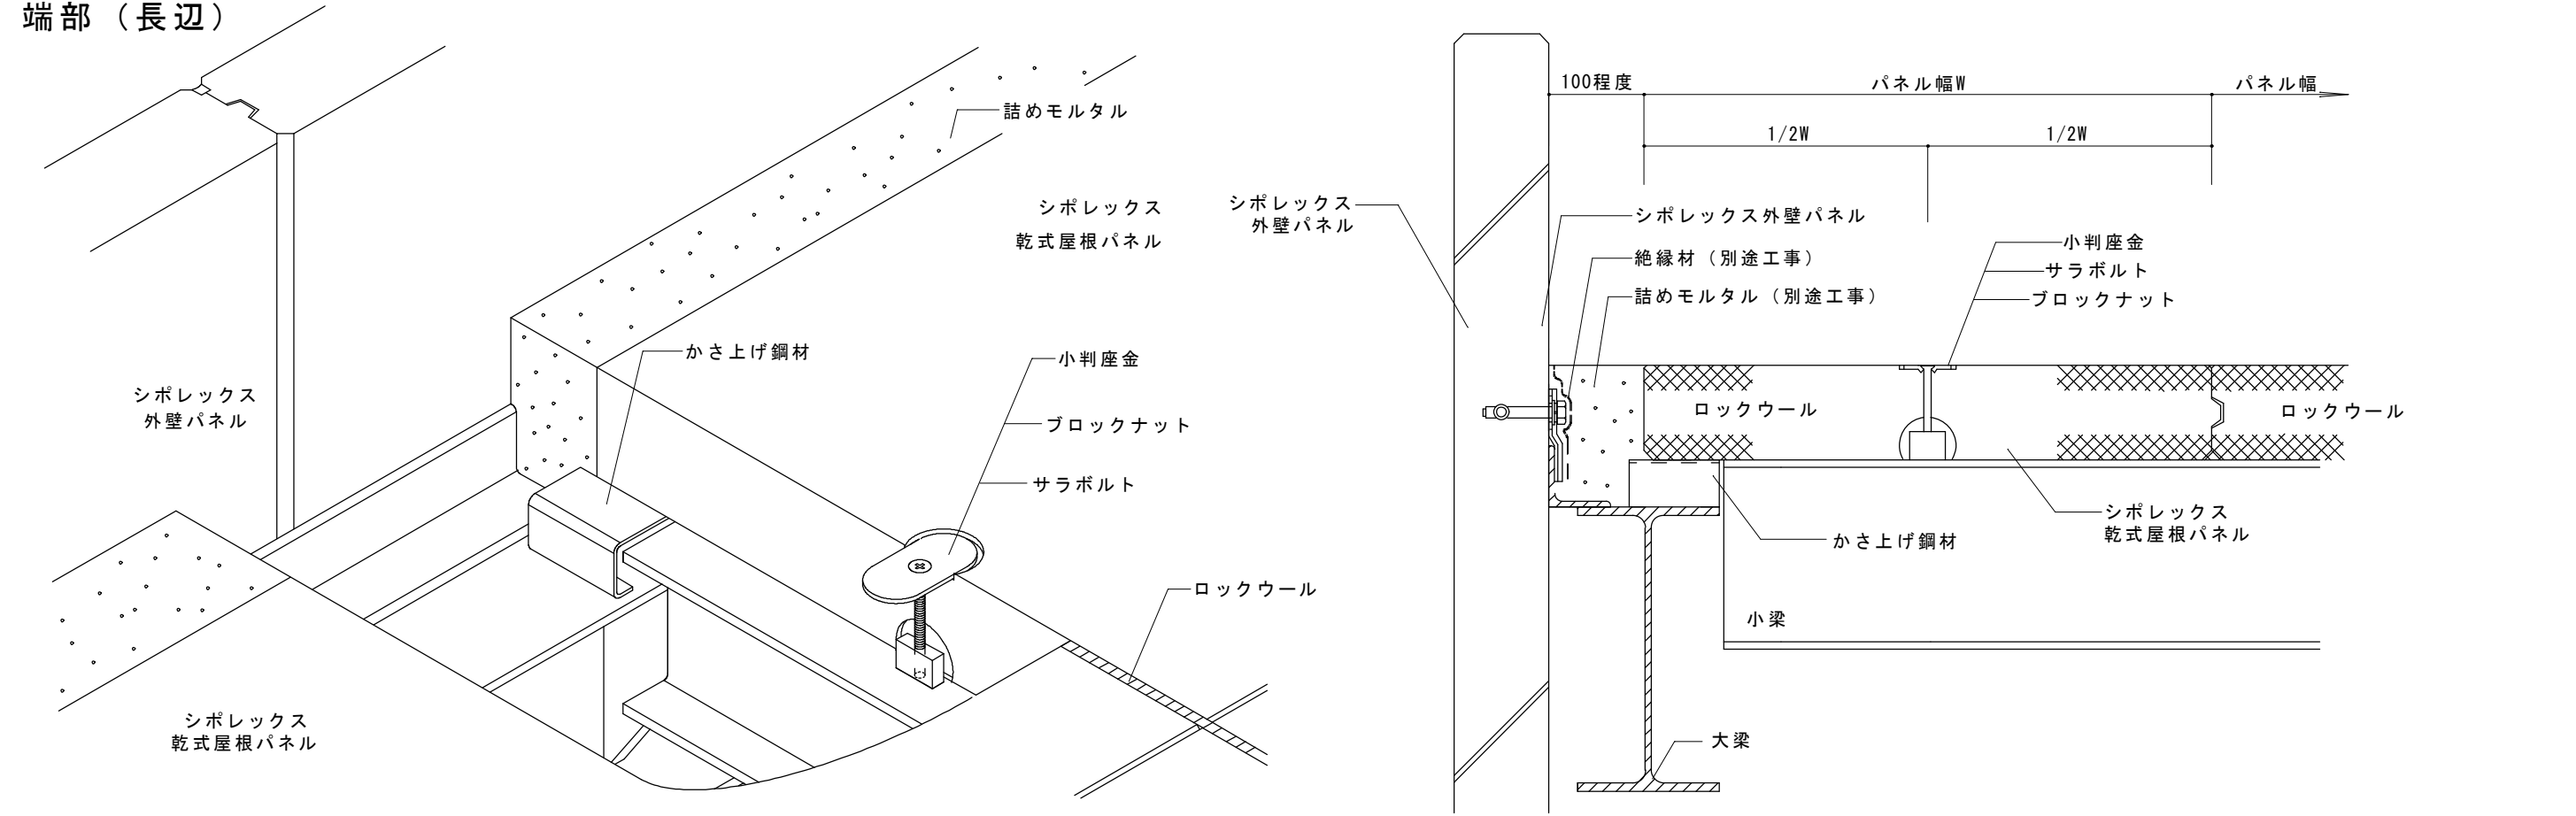 端部（長辺）
詰めモルタル
シポレックス
乾式屋根パネル
かさ上げ鋼材
小判座金
ブロックナット
サラボルト
シポレックス
外壁パネル
ロックウール
シポレックス
乾式屋根パネル
100程度
パネル幅W
パネル幅
1/2W
1/2W
シポレックス
外壁パネル
シポレックス外壁パネル
絶縁材（別途工事）
詰めモルタル（別途工事）
小判座金
サラボルト
ブロックナット
ロックウール
ロックウール
シポレックス
乾式屋根パネル
かさ上げ鋼材
小梁
大梁